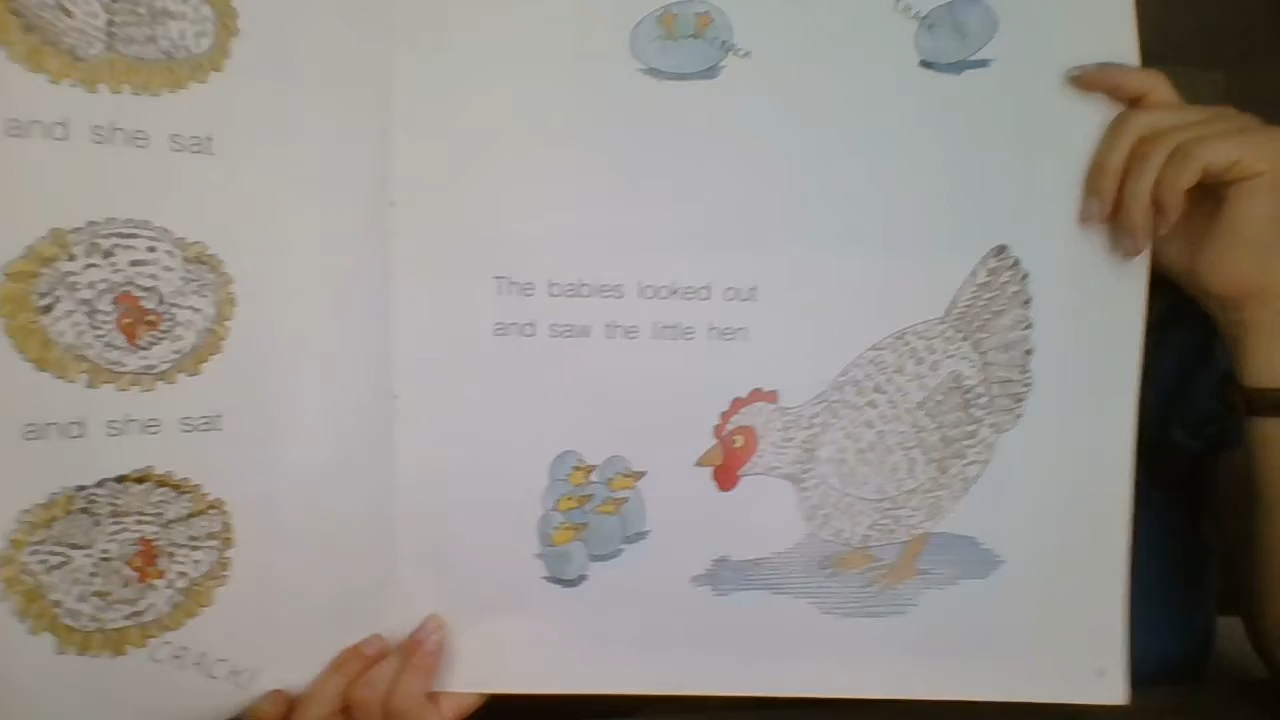 and she sat
and she sat
CRACK!
The babies looked out
and saw the little hen